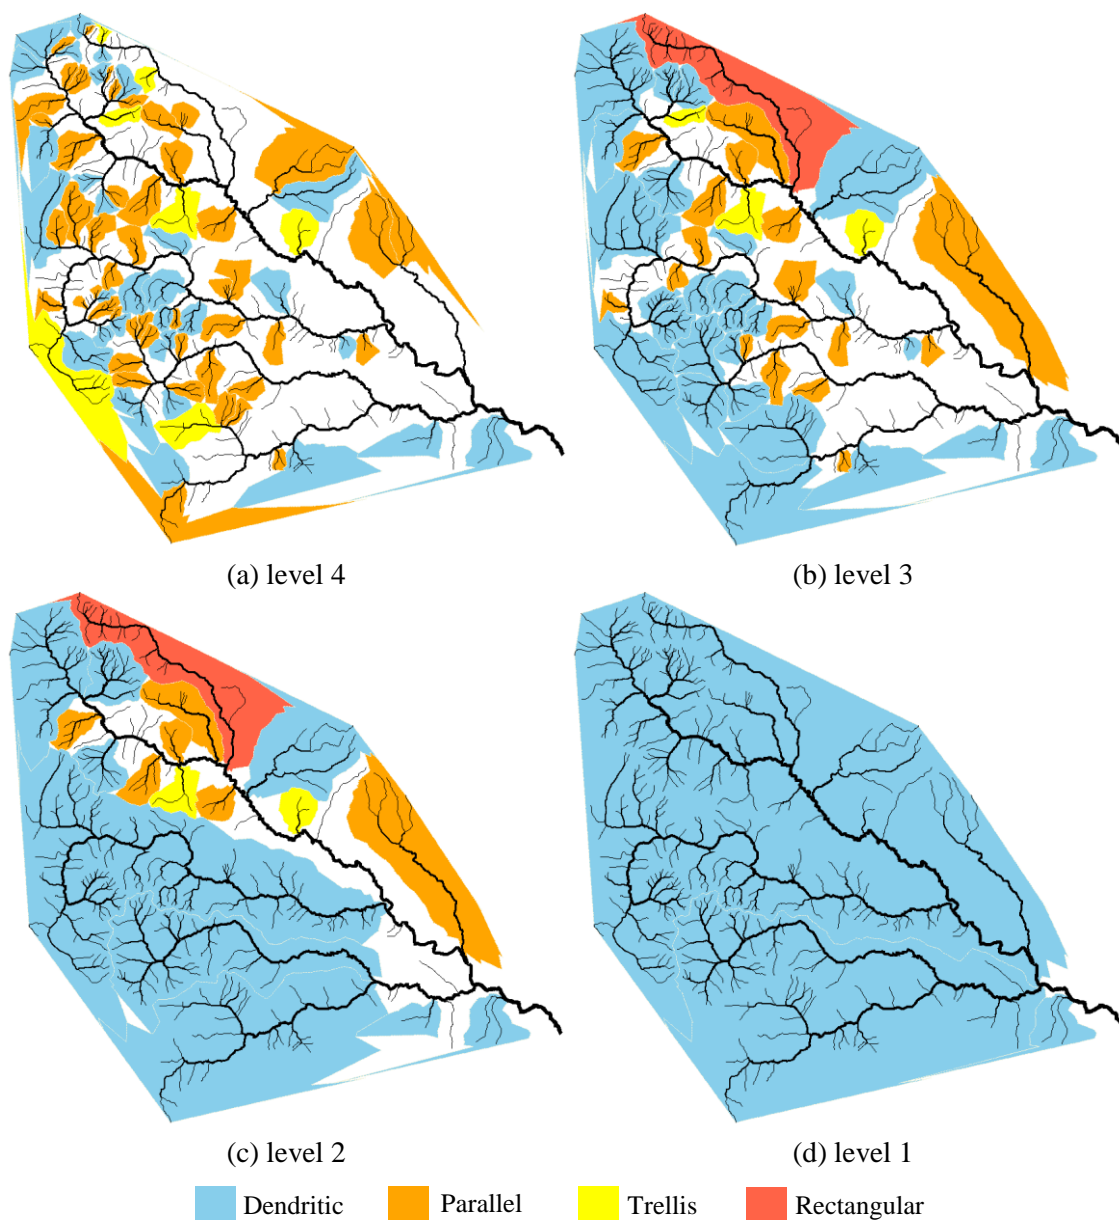 (a) level 4
(b) level 3
(c) level 2
(d) level 1
Dendritic Parallel Trellis Rectangular